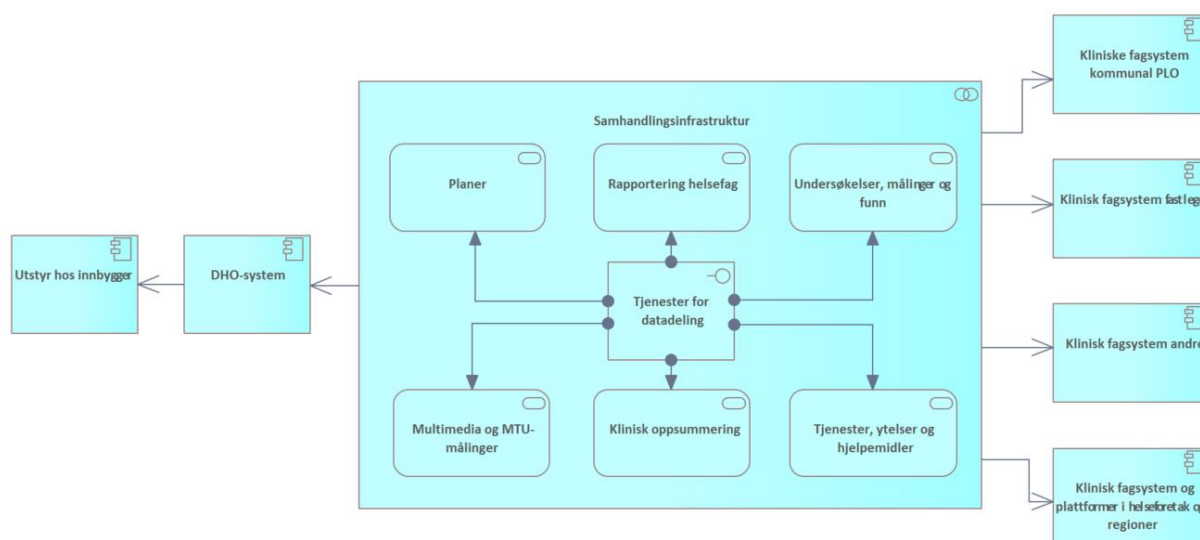 Kliniske fagsystem
kommunal PLO
Samhandlingsinfrastruktur
Planer
Rapportering helsefag
Undersøkelser, målinger og
funn
Klinisk fagsystem fastlege
Utstyr hos innbygger
DHO-system
Tjenester for
datadeling
Klinisk fagsystem andre
Multimedia og MTU-
målinger
Klinisk oppsummering
Tjenester, ytelser og
hjelpemidler
Klinisk fagsystem og
plattformer i helseforetak og
regioner